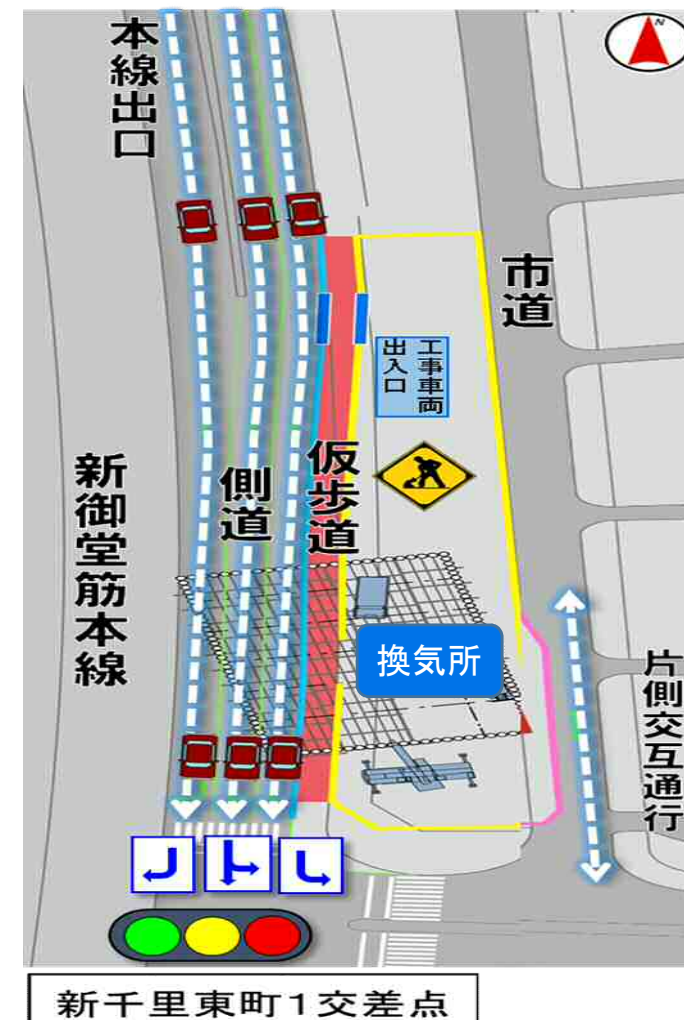 本線出口
N
市道
工事車両
出入口
仮歩道
側道
新御堂筋本線
換気所
片側交互通行
新千里東町1交差点